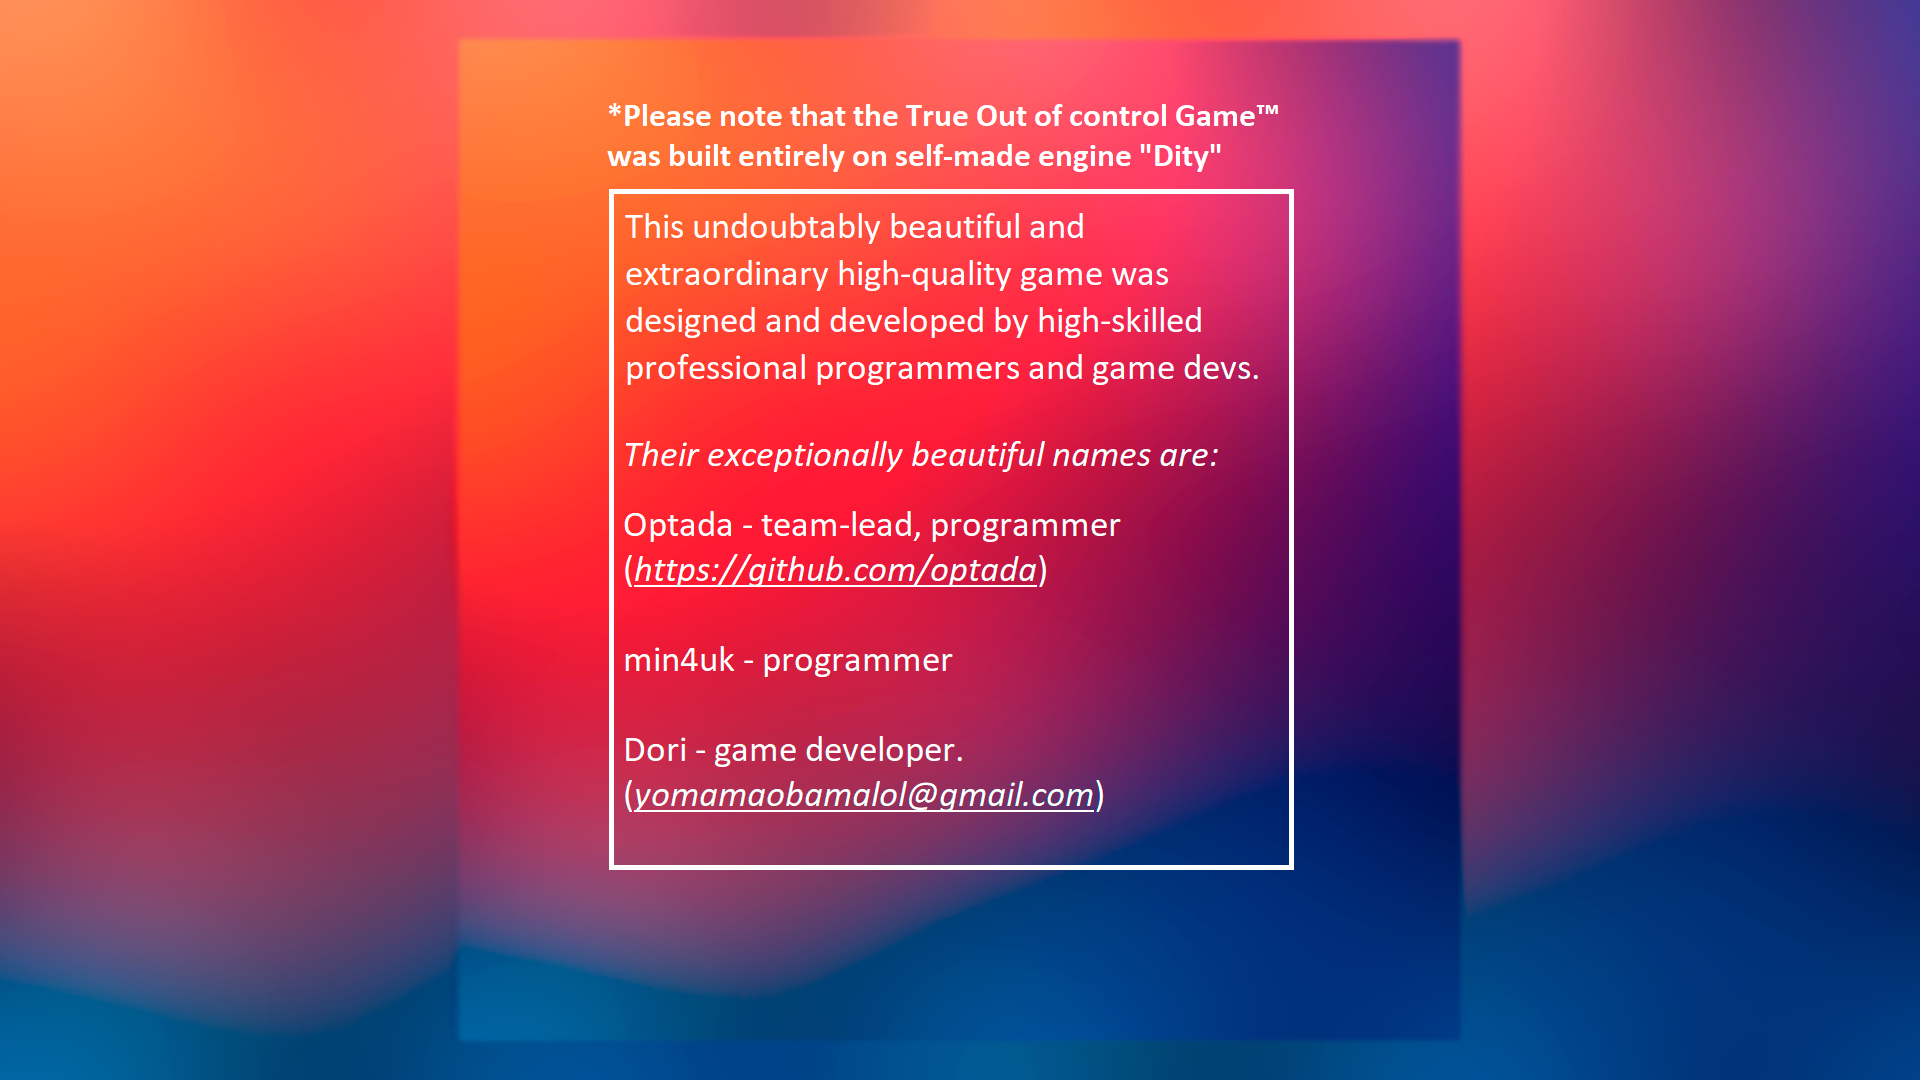 *Please note that the True Out of control Game™
was built entirely on self-made engine "Dity"
This undoubtably beautiful and
extraordinary high-quality game was
designed and developed by high-skilled
professional programmers and game devs.
Their exceptionally beautiful names are:
Optada - team-lead, programmer
(https://github.com/optada)
min4uk - programmer
Dori - game developer.
(yomamaobamalol@gmail.com)